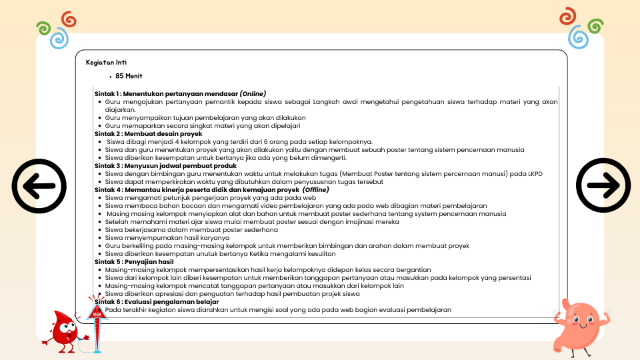 Kegiatan Inti
• 85 Menit
Sintak 1 : Menentukan pertanyaan mendasar (Online)
• Guru mengajukan pertanyaan pemantik kepada siswa sebagai Langkah awal mengetahui pengetahuan siswa terhadap materi yang akan
diajarkan.
• Guru menyampaikan tujuan pembelajaran yang akan dilakukan
• Guru memaparkan secara singkat materi yang akan dipelajari
Sintak 2 : Membuat desain proyek
• Siswa dibagi menjadi 4 kelompok yang terdiri dari 6 orang pada setiap kelompoknya.
• Siswa dan guru menentukan proyek yang akan dilakukan yaitu dengan membuat sebuah poster tentang sistem pencernaan manusia
• Siswa diberikan kesempatan untuk bertanya jika ada yang belum dimengerti.
Sintak 3 : Menyusun jadwal pembuat produk
• Siswa dengan bimbingan guru menentukan waktu untuk melakukan tugas (Membuat Poster tentang sistem pencernaan manusi) pada LKPD
• Siswa dapat memperkirakan waktu yang dibutuhkan dalam penyususnan tugas tersebut
Sintak 4 : Memantau kinerja peserta didik dan kemajuan proyek (Offline)
• Siswa mengamati petunjuk pengerjaan proyek yang ada pada web
• Siswa membaca bahan bacaan dan mengamati video pembelajaran yang ada pada web dibagian materi pembelajaran
• Masing masing kelompok menyiapkan alat dan bahan untuk membuat poster sederhana tentang system pencernaan manusia
• Setelah memahami materi ajar siswa mulai membuat poster sesuai dengan imajinasi mereka
• Siswa bekerjasama dalam membuat poster sederhana
• Siswa menyempurnakan hasil karyanya
• Guru berkeliling pada masing-masing kelompok untuk memberikan bimbingan dan arahan dalam membuat proyek
• Siswa diberikan kesempatan unutuk bertanya Ketika mengalami kesulitan
Sintak 5 : Penyajian hasil
• Masing-masing kelompok mempersentasikan hasil kerja kelompoknya didepan kelas secara bergantian
• Siswa dari kelompok lain diberi kesempatan untuk memberikan tanggapan pertanyaan atau masukkan pada kelompok yang persentasi
• Masing-masing kelompok mencatat tanggapan pertanyaan atau masukkan dari kelompok lain
• Siswa diberikan apresiasi dan penguatan terhadap hasil pembuatan proyek siswa
Sintak 6 : Evaluasi pengalaman belajar
• Pada terakhir kegiatan siswa diarahkan untuk mengisi soal yang ada pada web bagian evaluasi pembelajaran